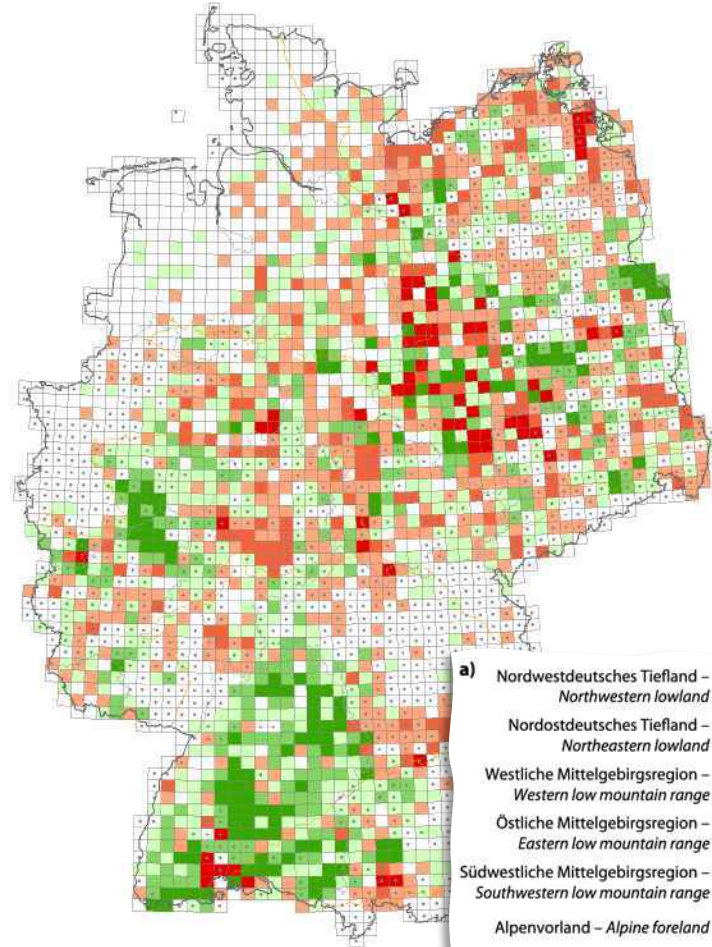 a)
Nordwestdeutsches Tiefland –
Northwestern lowland
Nordostdeutsches Tiefland –
Northeastern lowland
Westliche Mittelgebirgsregion –
Western low mountain range
Östliche Mittelgebirgsregion –
Eastern low mountain range
Südwestliche Mittelgebirgsregion –
Southwestern low mountain range
Alpenvorland – Alpine foreland